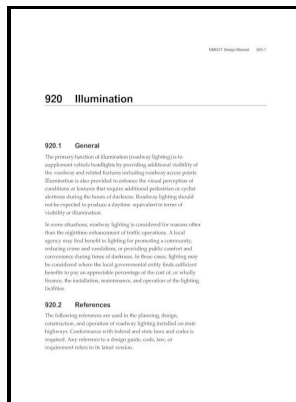 NMDOT Design Manual 920-1
920 Illumination
920.1 General
The primary function of illumination (roadway lighting) is to
supplement vehicle headlights by providing additional visibility of
the roadway and related features including roadway access points.
Illumination is also provided to enhance the visual perception of
conditions or features that require additional pedestrian or cyclist
alertness during the hours of darkness. Roadway lighting should
not be expected to produce a daytime equivalent in terms of
visibility or illumination.
In some situations, roadway lighting is considered for reasons other
than the nighttime enhancement of traffic operations. A local
agency may find benefit in lighting for promoting a community,
reducing crime and vandalism, or providing public comfort and
convenience during times of darkness. In these cases, lighting may
be considered where the local governmental entity finds sufficient
benefits to pay an appreciable percentage of the cost of, or wholly
finance, the installation, maintenance, and operation of the lighting
facilities.
920.2 References
The following references are used in the planning, design,
construction, and operation of roadway lighting installed on state
highways. Conformance with federal and state laws and codes is
required. Any reference to a design guide, code, law, or
requirement refers to its latest version.